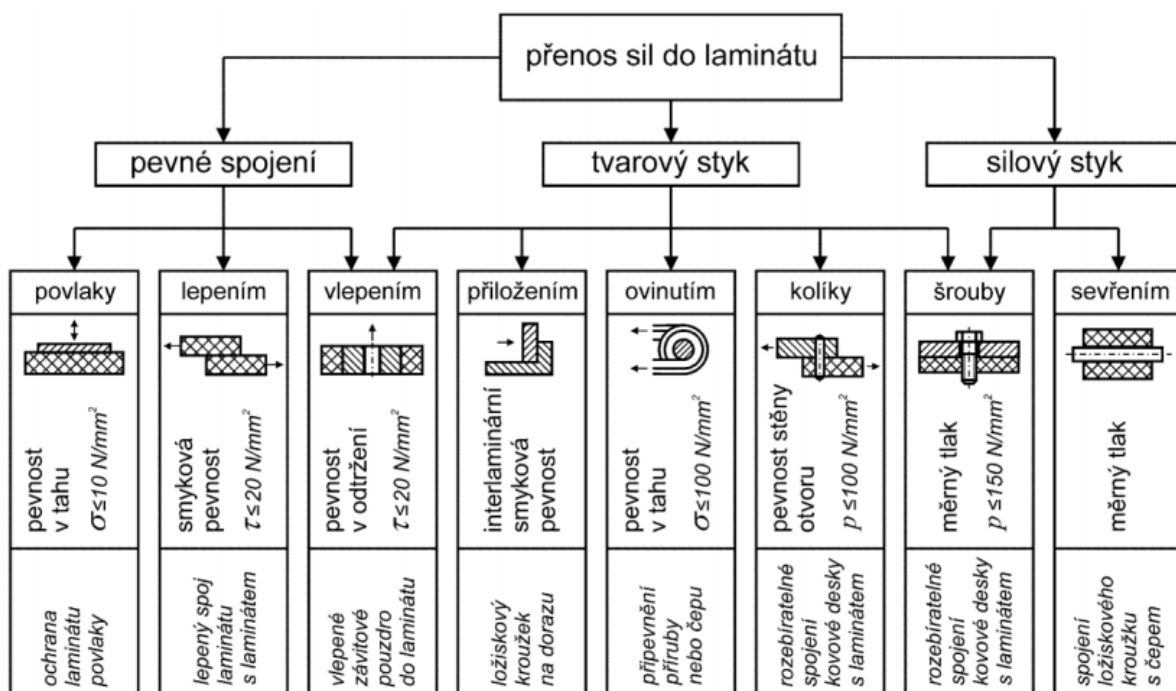 přenos sil do laminátu
pevné spojení
tvarový styk
silový styk
povlaky
lepením
vlepením
přiložením
ovinutím
kolíky
šrouby
sevřením
pevnost
v tahu
σ≤10 N/mm²
smyková
pevnost
τ≤20 N/mm²
pevnost
v odtržení
τ≤20 N/mm²
interlaminární
smyková
pevnost
pevnost
v tahu
σ≤100 N/mm²
pevnost stěny
otvoru
p≤100 N/mm²
měrný tlak
p≤150 N/mm²
měrný tlak
ochrana
laminátu
povlaky
lepený spoj
laminátu
s laminátem
vlepené
závitové
pouzdro
do laminátu
ložiskový
kroužek
na dorazu
připevnění
příruby
nebo čepu
rozebíratelné
spojení
kovové desky
s laminátem
rozebíratelné
spojení
kovové desky
s laminátem
spojení
ložiskového
kroužku
s čepem